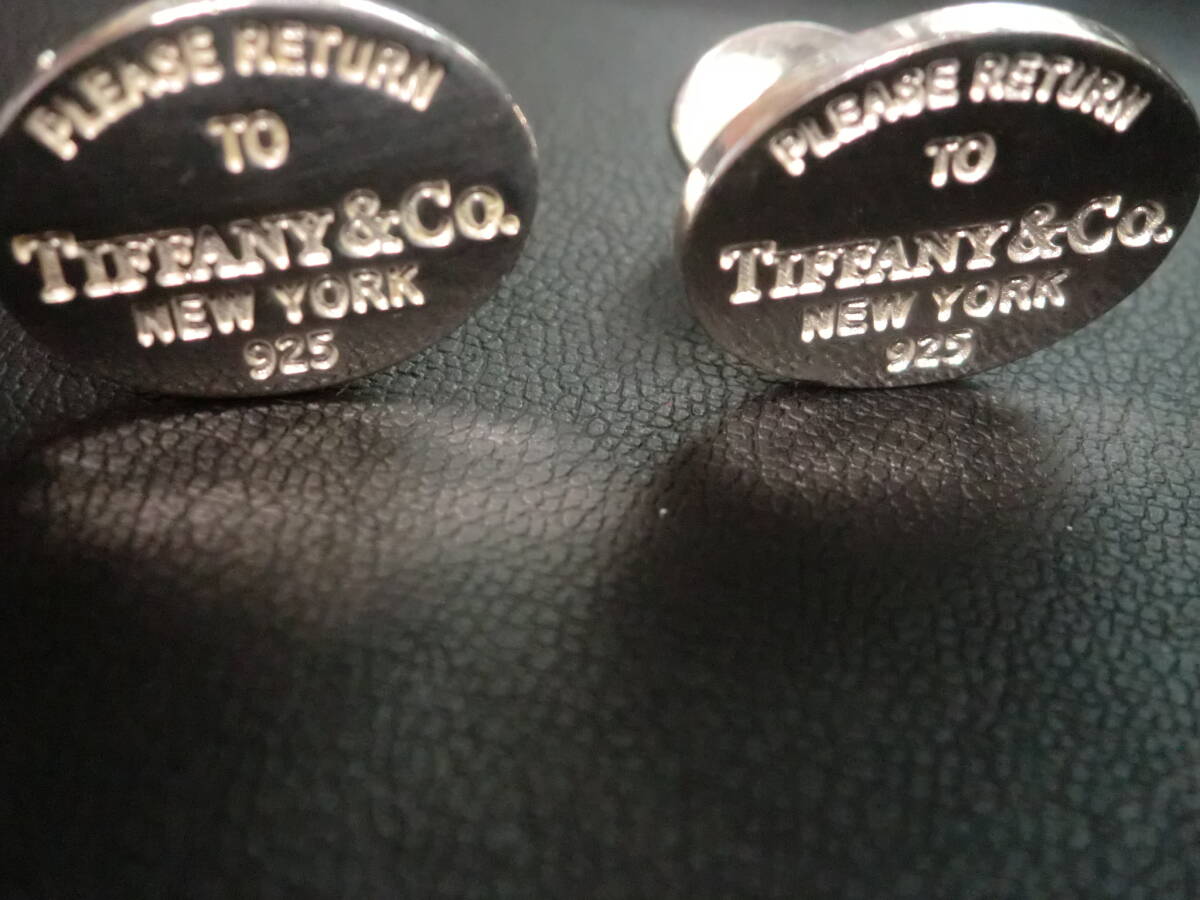 PLEASE RETURN
TO
TIFFANY & CO.
NEW YORK
925
PLEASE RETURN
TO
TIFFANY & CO.
NEW YORK
925